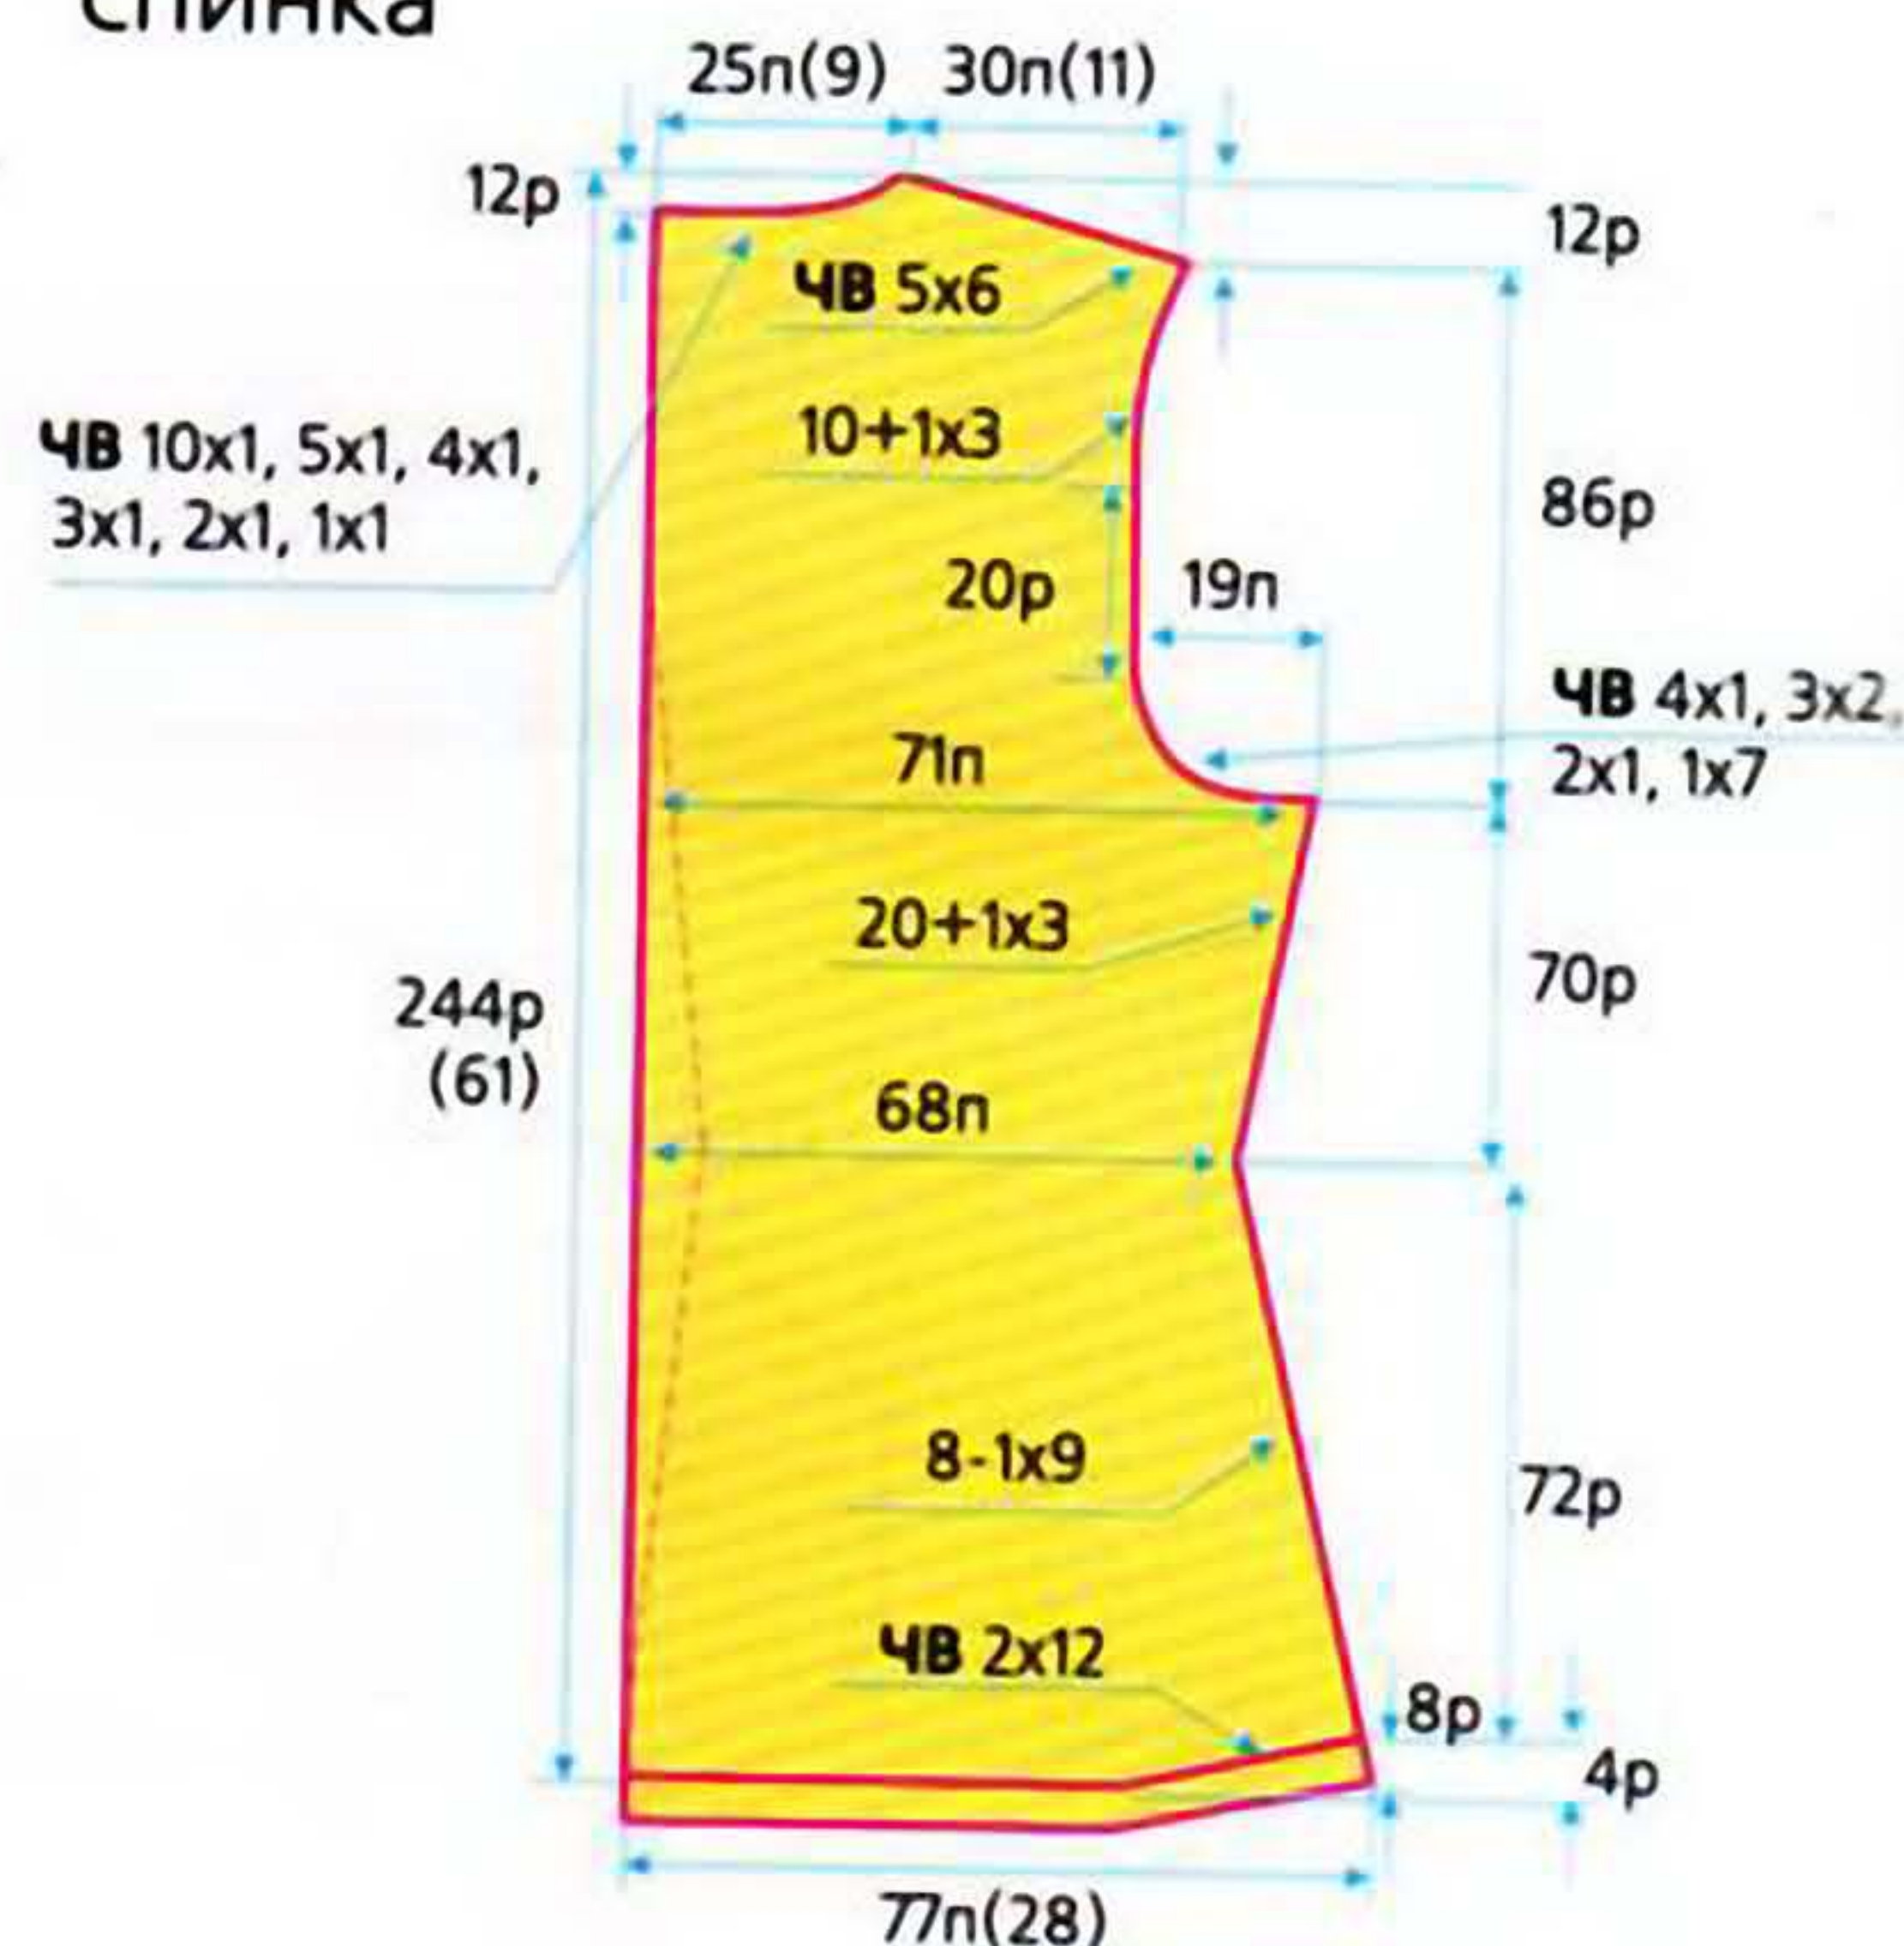 спинка
25п(9) 30п(11)
12р
12р
ЧВ 5х6
ЧВ 10х1, 5х1, 4х1,
3х1, 2х1, 1х1
10+1х3
86р
20р
19п
ЧВ 4х1, 3х2,
2х1, 1х7
71п
20+1х3
244р
(61)
70р
68п
8-1х9
72р
ЧВ 2х12
8р
4р
77п(28)